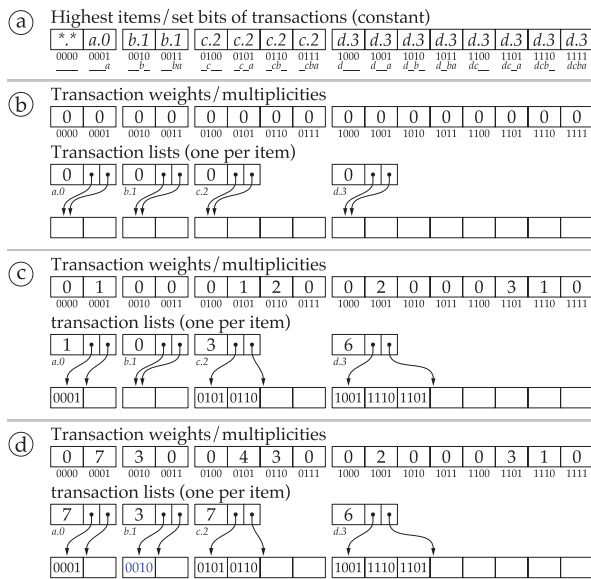 a Highest items/set bits of transactions (constant)
*.* a.0 b.1 b.1 c.2 c.2 c.2 c.2 d.3 d.3 d.3 d.3 d.3 d.3 d.3 d.3
0000 0001 0010 0011 0100 0101 0110 0111 1000 1001 1010 1011 1100 1101 1110 1111
____ ___a __b_ __ba _c__ _c_a _cb_ _cba d___ d__a d_b_ d_ba dc__ dc_a dcb_ dcba
b Transaction weights/multiplicities
0 0 0 0 0 0 0 0 0 0 0 0 0 0 0 0
0000 0001 0010 0011 0100 0101 0110 0111 1000 1001 1010 1011 1100 1101 1110 1111
Transaction lists (one per item)
0 0 0 0
a.0 b.1 c.2 d.3
c Transaction weights/multiplicities
0 1 0 0 0 1 2 0 0 2 0 0 0 3 1 0
0000 0001 0010 0011 0100 0101 0110 0111 1000 1001 1010 1011 1100 1101 1110 1111
transaction lists (one per item)
1 0 3 6
a.0 b.1 c.2 d.3
0001 0101 0110 1001 1110 1101
d Transaction weights/multiplicities
0 7 3 0 0 4 3 0 0 2 0 0 0 3 1 0
0000 0001 0010 0011 0100 0101 0110 0111 1000 1001 1010 1011 1100 1101 1110 1111
transaction lists (one per item)
7 3 7 6
a.0 b.1 c.2 d.3
0001 0010 0101 0110 1001 1110 1101